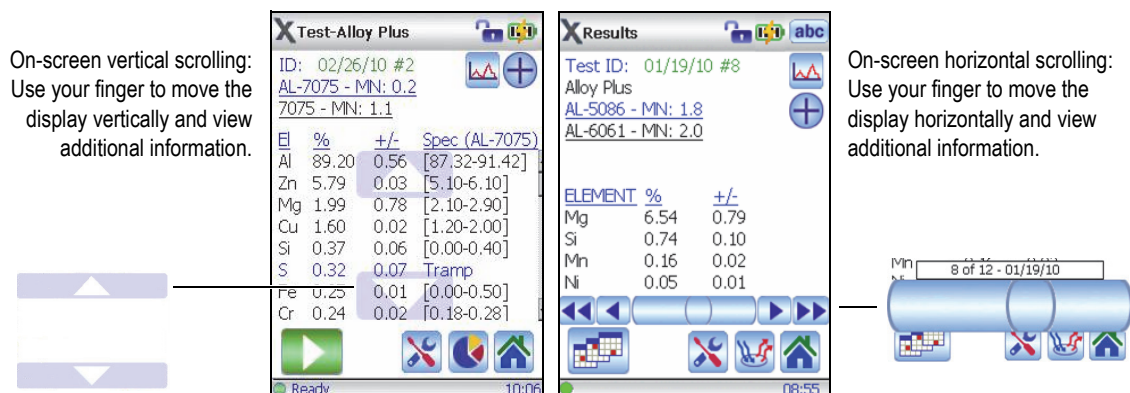 On-screen vertical scrolling:
Use your finger to move the
display vertically and view
additional information.
Test-Alloy Plus
ID: 02/26/10 #2
AL-7075 - MN: 0.2
7075 - MN: 1.1
El % +/- Spec (AL-7075)
Al 89.20 0.56 [87.32-91.42]
Zn 5.79 0.03 [5.10-6.10]
Mg 1.99 0.78 [2.10-2.90]
Cu 1.60 0.02 [1.20-2.00]
Si 0.37 0.06 [0.00-0.40]
S 0.32 0.07 Tramp
Fe 0.25 0.01 [0.00-0.50]
Cr 0.24 0.02 [0.18-0.28]
Ready 10:06
Results abc
Test ID: 01/19/10 #8
Alloy Plus
AL-5086 - MN: 1.8
AL-6061 - MN: 2.0
ELEMENT % +/-
Mg 6.54 0.79
Si 0.74 0.10
Mn 0.16 0.02
Ni 0.05 0.01
08:55
On-screen horizontal scrolling:
Use your finger to move the
display horizontally and view
additional information.
Mn
8 of 12 - 01/19/10